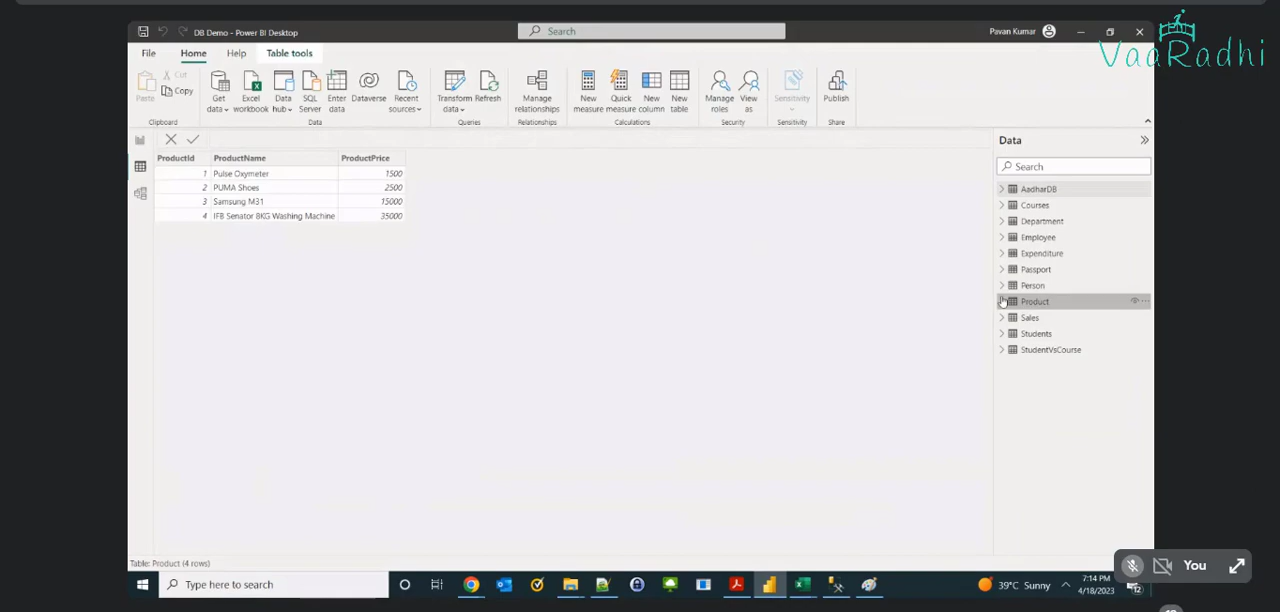 DB Demo - Power BI Desktop
Search
Pavan Kumar
VaaRadhi
File Home Help Table tools
Paste
Cut
Copy
Get data
Excel workbook
Data hub
SQL Server
Enter data
Dataverse
Recent sources
Transform data
Refresh
Manage relationships
New measure
Quick measure
New column
New table
Manage roles
View as
Sensitivity
Publish
Clipboard Data Queries Relationships Calculations Security Sensitivity Share
ProductId ProductName ProductPrice
1 Pulse Oxymeter 1500
2 PUMA Shoes 2500
3 Samsung M31 15000
4 IFB Senator 8KG Washing Machine 35000
Data
Search
AadharDB
Courses
Department
Employee
Expenditure
Passport
Person
Product
Sales
Students
StudentVsCourse
Table: Product (4 rows)
You
Type here to search
39°C Sunny
7:14 PM
4/18/2023
12